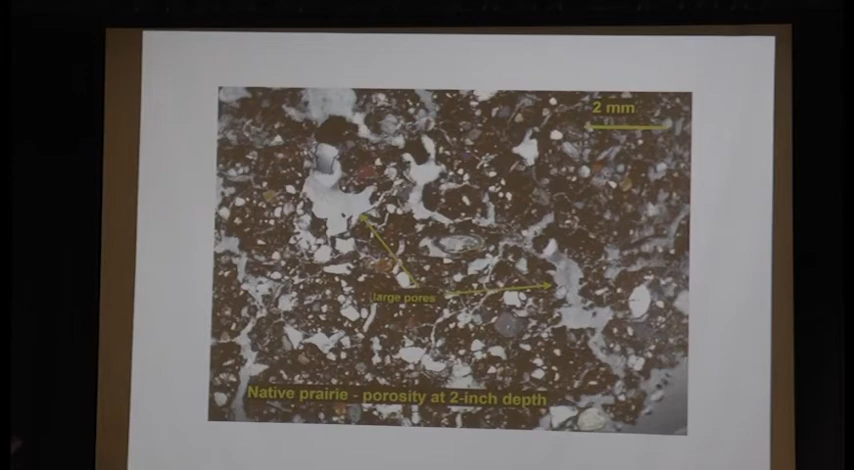 2 mm
large pores
Native prairie - porosity at 2-inch depth